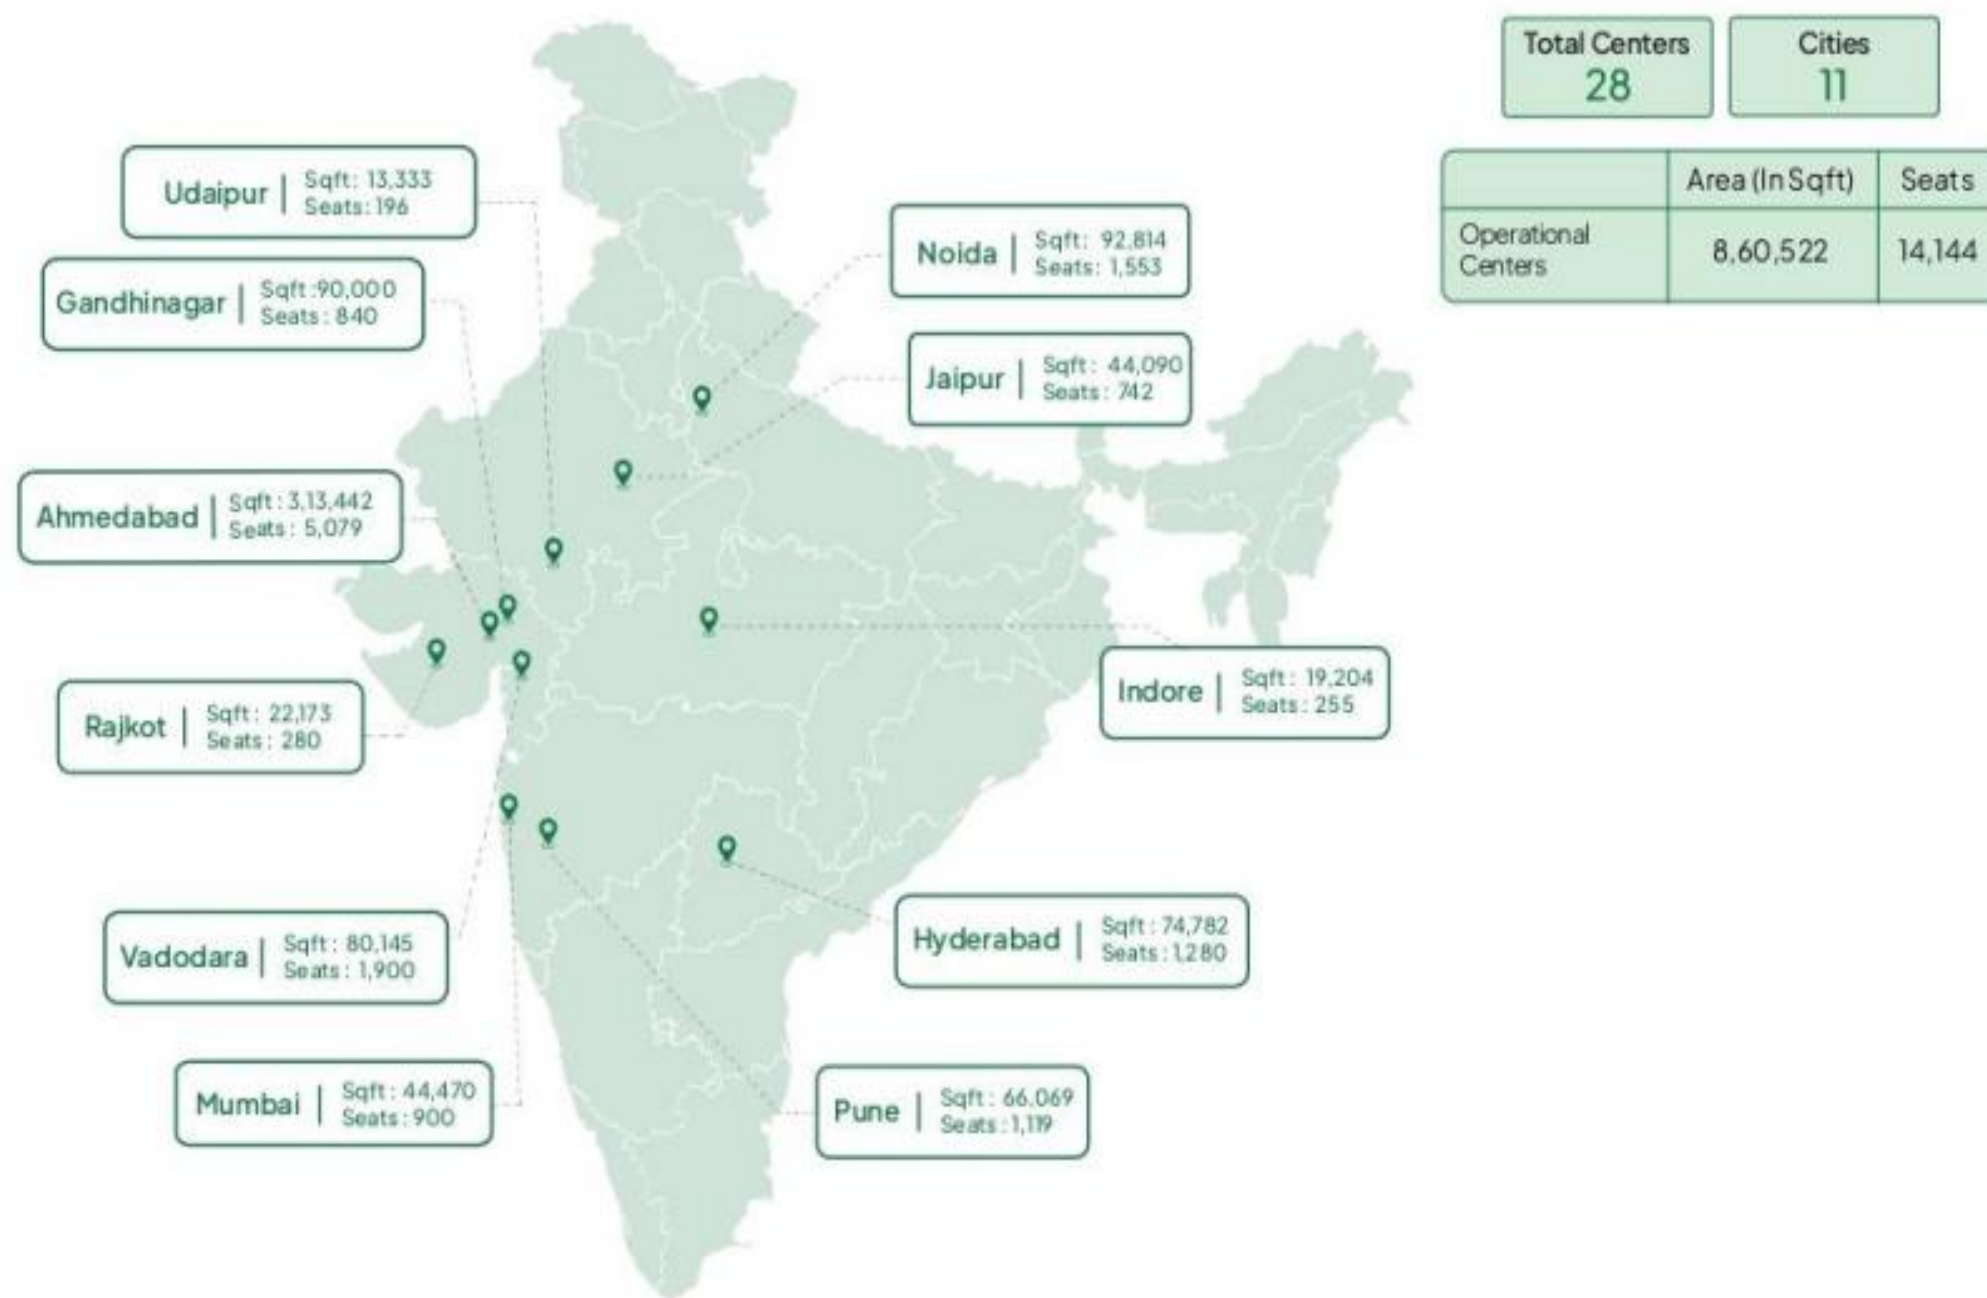 Total Centers
28
Cities
11
Area (In Sqft) Seats
Operational
Centers
8,60,522 14,144
Udaipur
Sqft: 13,333
Seats: 196
Gandhinagar
Sqft :90,000
Seats : 840
Noida
Sqft: 92,814
Seats: 1,553
Jaipur
Sqft: 44,090
Seats: 742
Ahmedabad
Sqft : 3,13,442
Seats : 5,079
Rajkot
Sqft : 22,173
Seats : 280
Indore
Sqft : 19,204
Seats : 255
Vadodara
Sqft : 80,145
Seats : 1,900
Hyderabad
Sqft : 74,782
Seats : 1,280
Mumbai
Sqft : 44,470
Seats : 900
Pune
Sqft : 66,069
Seats : 1,119